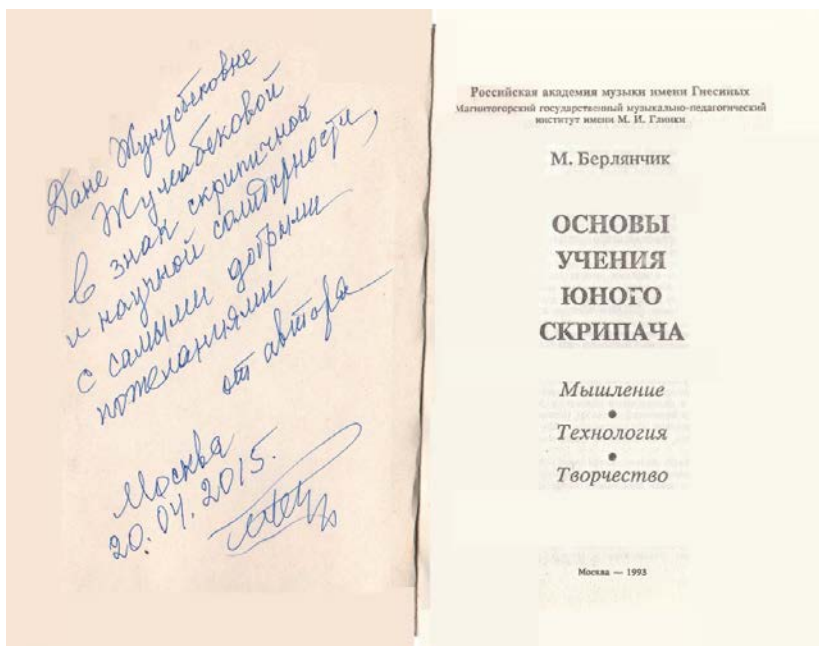 Дане Жунусбековне
Жумабековой
в знак скрипичной
и научной солидарности,
с самыми добрыми
пожеланиями
от автора
Москва
20.04.2015.
Российская академия музыки имени Гнесиных
Магнитогорский государственный музыкально-педагогический
институт имени М. И. Глинки
М. Берлянчик
ОСНОВЫ
УЧЕНИЯ
ЮНОГО
СКРИПАЧА
Мышление
•
Технология
•
Творчество
Москва — 1993